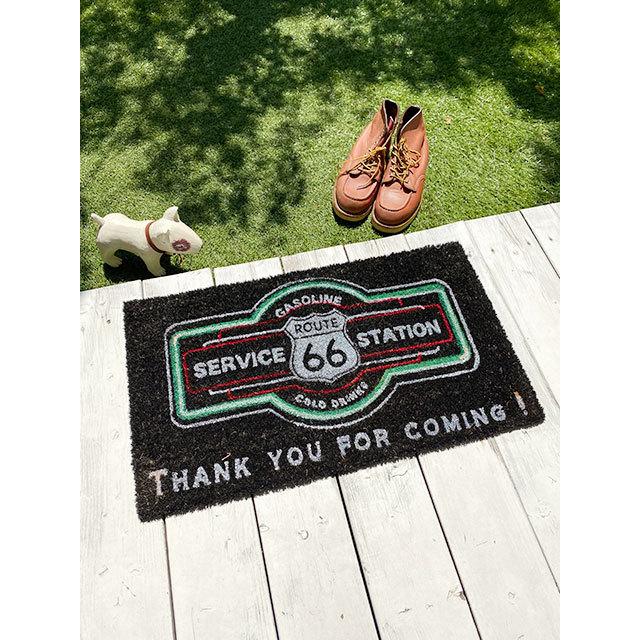 GASOLINE
ROUTE
SERVICE 66 STATION
COLD DRINKS
THANK YOU FOR COMING!